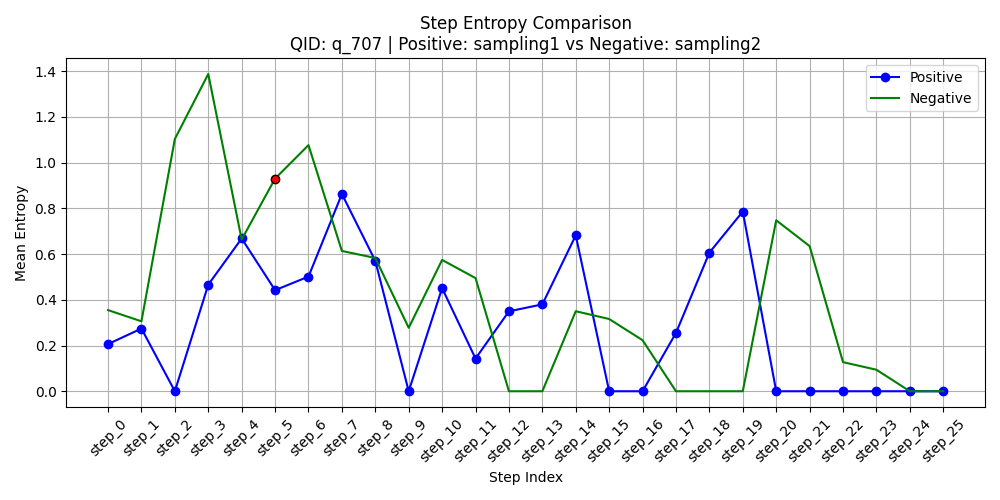 Step Entropy Comparison
QID: q_707 | Positive: sampling1 vs Negative: sampling2
Positive
Negative
Mean Entropy
1.4
1.2
1.0
0.8
0.6
0.4
0.2
0.0
step_0
step_1
step_2
step_3
step_4
step_5
step_6
step_7
step_8
step_9
step_10
step_11
step_12
step_13
step_14
step_15
step_16
step_17
step_18
step_19
step_20
step_21
step_22
step_23
step_24
step_25
Step Index